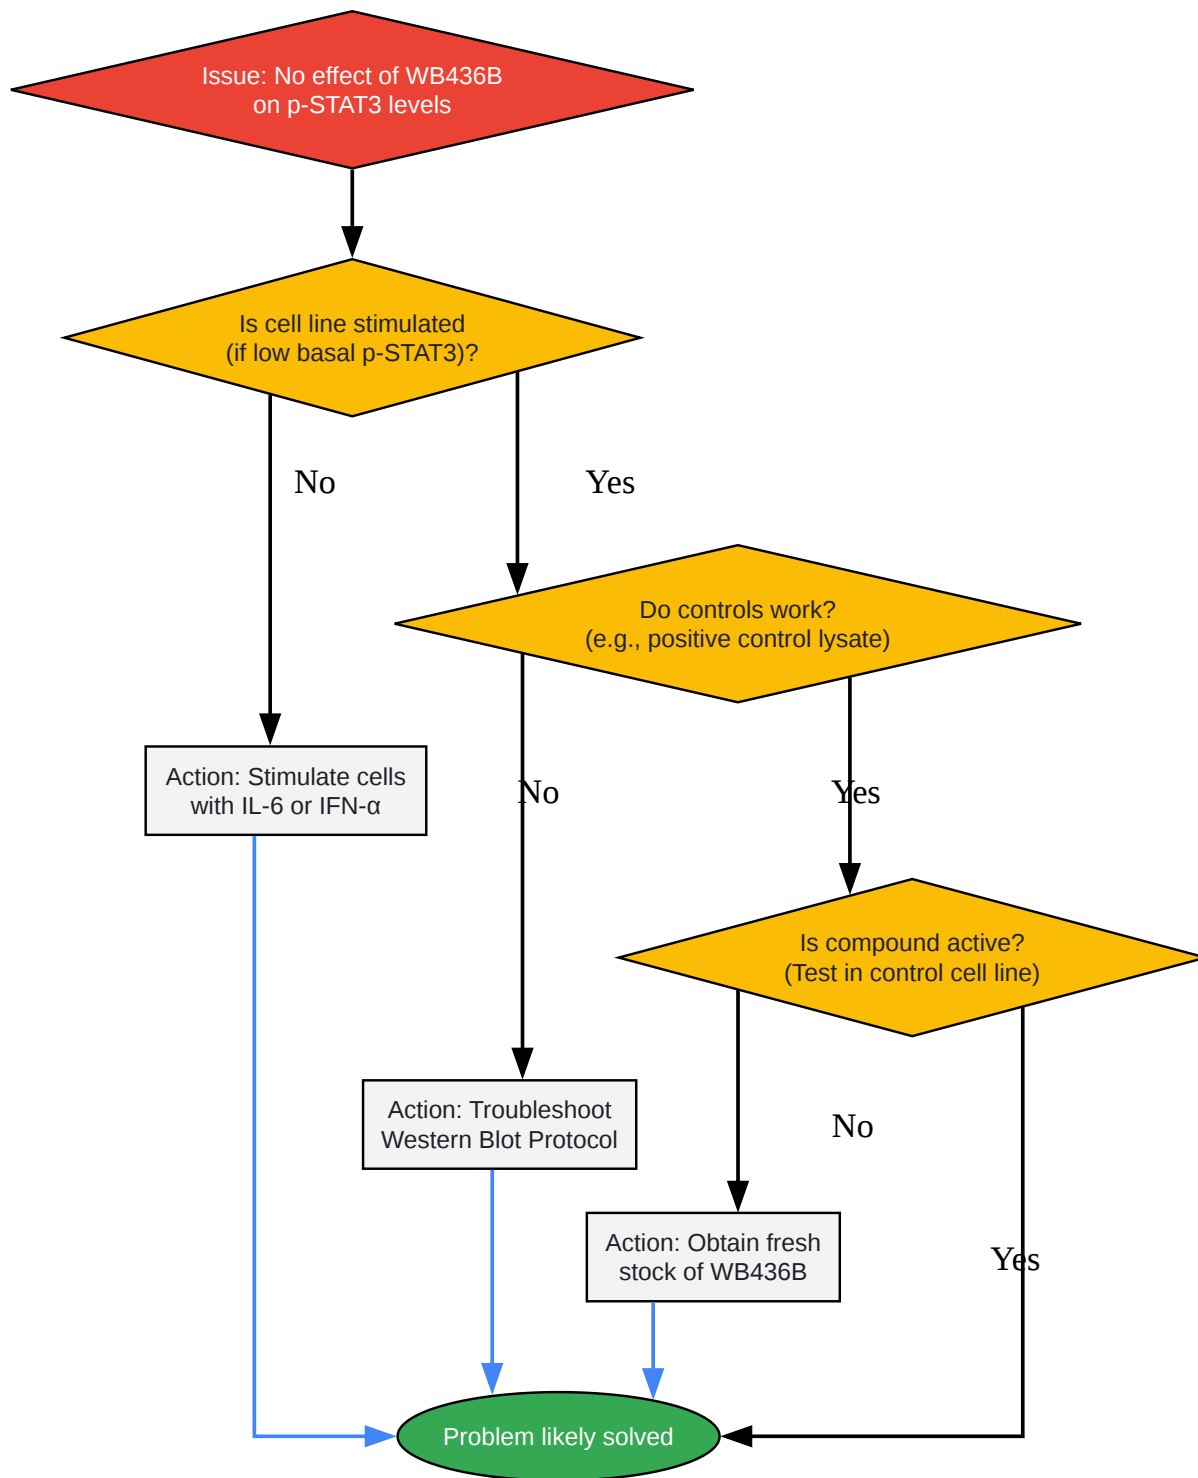 Issue: No effect of WB436B
on p-STAT3 levels
Is cell line stimulated
(if low basal p-STAT3)?
No
Yes
Do controls work?
(e.g., positive control lysate)
Action: Stimulate cells
with IL-6 or IFN-α
No
Yes
Is compound active?
(Test in control cell line)
Action: Troubleshoot
Western Blot Protocol
No
Action: Obtain fresh
stock of WB436B
Yes
Problem likely solved